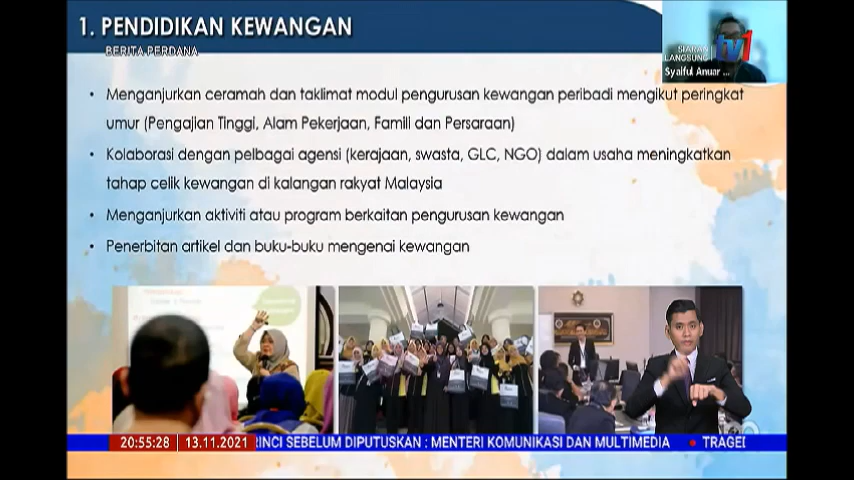 1. PENDIDIKAN KEWANGAN
BERITA PERDANA
SIARAN
LANGSUNG
tv1
Syaiful Anuar ...
• Menganjurkan ceramah dan taklimat modul pengurusan kewangan peribadi mengikut peringkat
umur (Pengajian Tinggi, Alam Pekerjaan, Famili dan Persaraan)
• Kolaborasi dengan pelbagai agensi (kerajaan, swasta, GLC, NGO) dalam usaha meningkatkan
tahap celik kewangan di kalangan rakyat Malaysia
• Menganjurkan aktiviti atau program berkaitan pengurusan kewangan
• Penerbitan artikel dan buku-buku mengenai kewangan
20:55:28 13.11.2021 RINCI SEBELUM DIPUTUSKAN : MENTERI KOMUNIKASI DAN MULTIMEDIA • TRAGED